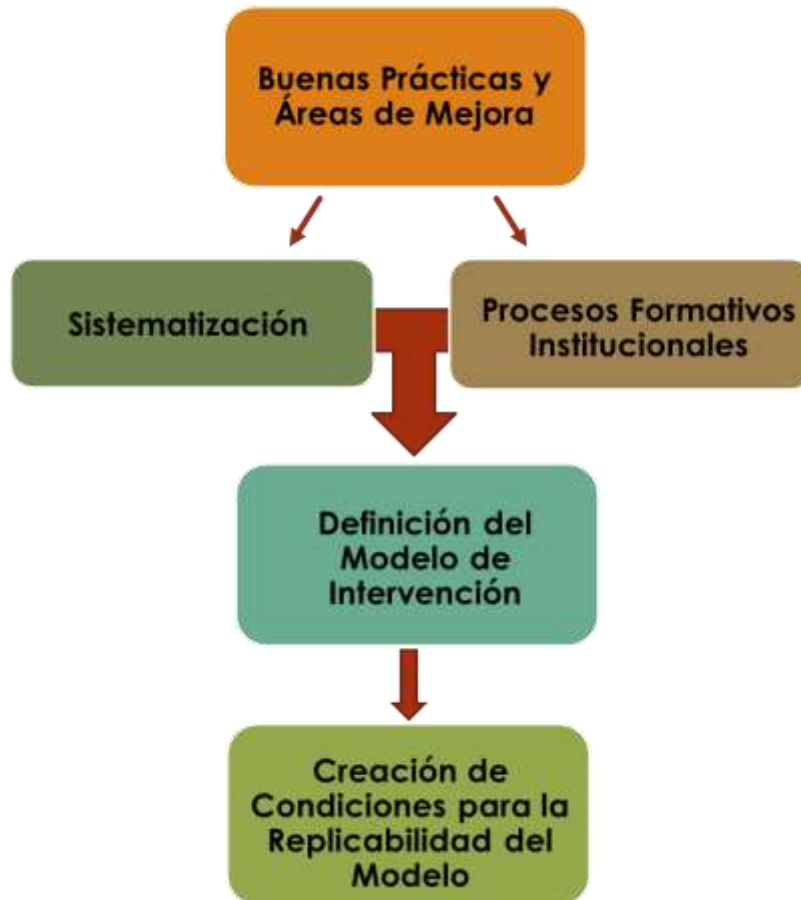 Buenas Prácticas y
Áreas de Mejora
Sistematización
Procesos Formativos
Institucionales
Definición del
Modelo de
Intervención
Creación de
Condiciones para la
Replicabilidad del
Modelo